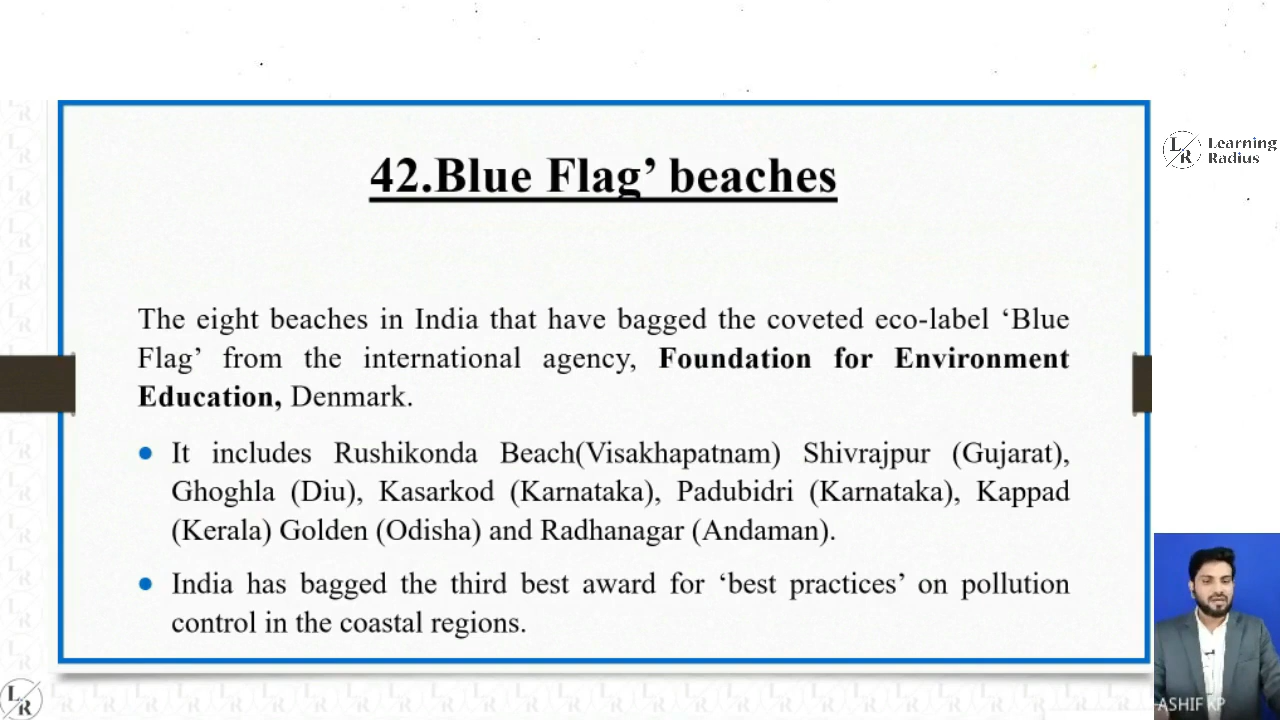 42.Blue Flag’ beaches
L
R
Learning
Radius
The eight beaches in India that have bagged the coveted eco-label ‘Blue
Flag’ from the international agency, Foundation for Environment
Education, Denmark.
It includes Rushikonda Beach(Visakhapatnam) Shivrajpur (Gujarat),
Ghoghla (Diu), Kasarkod (Karnataka), Padubidri (Karnataka), Kappad
(Kerala) Golden (Odisha) and Radhanagar (Andaman).
India has bagged the third best award for ‘best practices’ on pollution
control in the coastal regions.
L
R
ASHIF KP